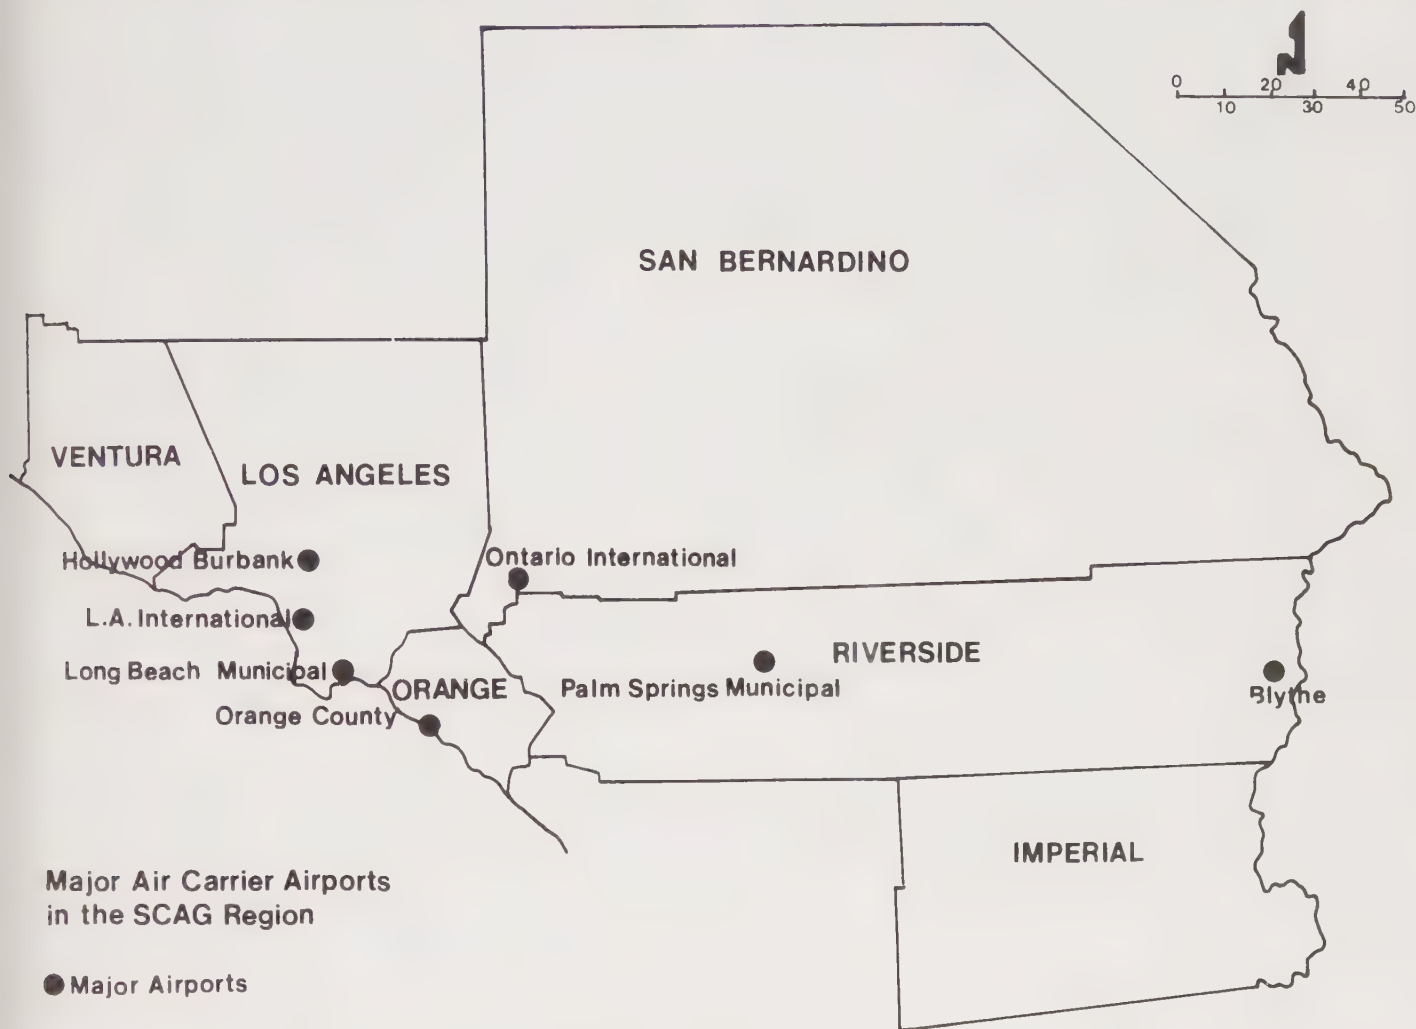 N
0 20 40
10 30 50
SAN BERNARDINO
VENTURA
LOS ANGELES
Hollywood Burbank
Ontario International
L.A. International
RIVERSIDE
Long Beach Municipal
ORANGE
Palm Springs Municipal
Blythe
Orange County
IMPERIAL
Major Air Carrier Airports
in the SCAG Region
Major Airports